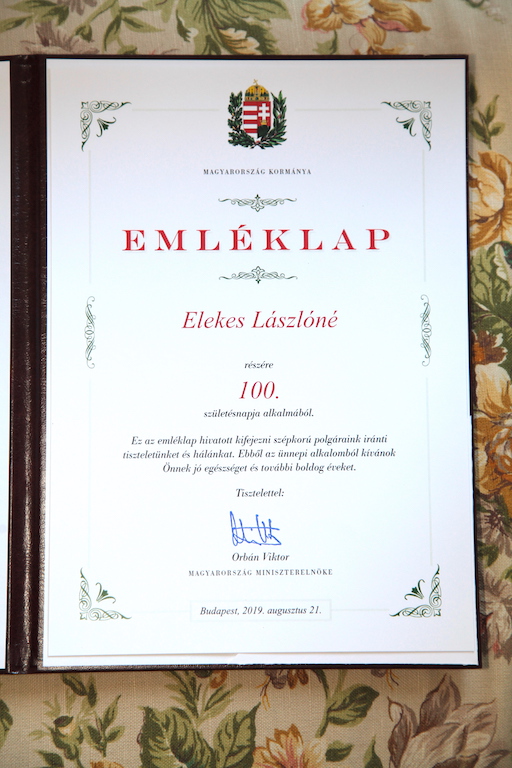 MAGYARORSZÁG KORMÁNYA
EMLÉKLAP
Elekes Lászlóné
részére
100.
születésnapja alkalmából.
Ez az emléklap hivatott kifejezni szépkorú polgáraink iránti
tiszteletünket és hálánkat. Ebből az ünnepi alkalomból kívánok
Önnek jó egészséget és további boldog éveket.
Tisztelettel:
Orbán Viktor
MAGYARORSZÁG MINISZTERELNÖKE
Budapest, 2019. augusztus 21.